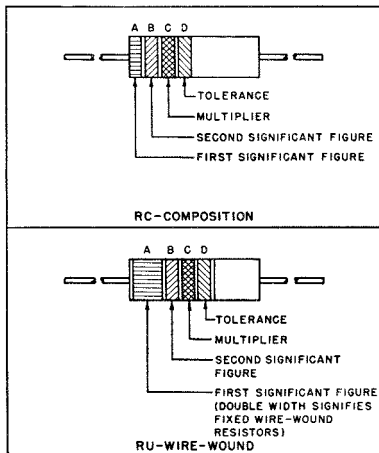 A B C D
TOLERANCE
MULTIPLIER
SECOND SIGNIFICANT FIGURE
FIRST SIGNIFICANT FIGURE
RC-COMPOSITION
A B C D
TOLERANCE
MULTIPLIER
SECOND SIGNIFICANT
FIGURE
FIRST SIGNIFICANT FIGURE
(DOUBLE WIDTH SIGNIFIES
FIXED WIRE-WOUND
RESISTORS)
RU-WIRE-WOUND